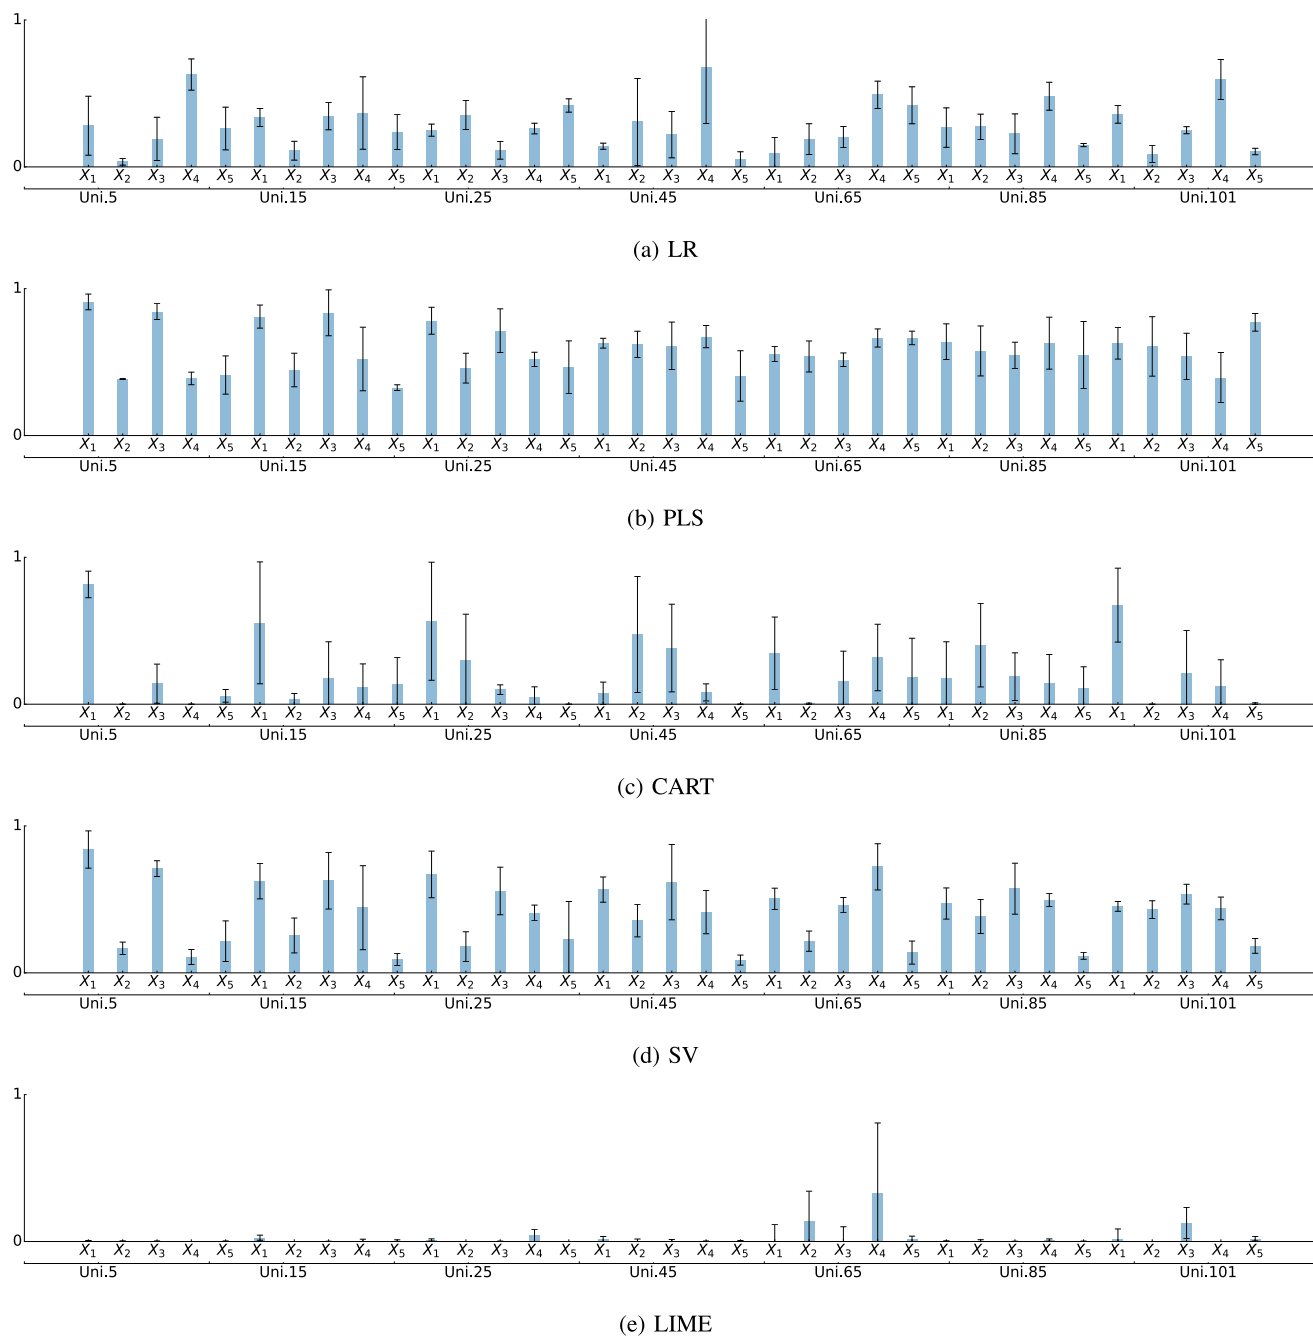 1
0
X1 X2 X3 X4 X5 X1 X2 X3 X4 X5 X1 X2 X3 X4 X5 X1 X2 X3 X4 X5 X1 X2 X3 X4 X5 X1 X2 X3 X4 X5 X1 X2 X3 X4 X5
Uni.5 Uni.15 Uni.25 Uni.45 Uni.65 Uni.85 Uni.101
(a) LR
1
0
X1 X2 X3 X4 X5 X1 X2 X3 X4 X5 X1 X2 X3 X4 X5 X1 X2 X3 X4 X5 X1 X2 X3 X4 X5 X1 X2 X3 X4 X5 X1 X2 X3 X4 X5
Uni.5 Uni.15 Uni.25 Uni.45 Uni.65 Uni.85 Uni.101
(b) PLS
1
0
X1 X2 X3 X4 X5 X1 X2 X3 X4 X5 X1 X2 X3 X4 X5 X1 X2 X3 X4 X5 X1 X2 X3 X4 X5 X1 X2 X3 X4 X5 X1 X2 X3 X4 X5
Uni.5 Uni.15 Uni.25 Uni.45 Uni.65 Uni.85 Uni.101
(c) CART
1
0
X1 X2 X3 X4 X5 X1 X2 X3 X4 X5 X1 X2 X3 X4 X5 X1 X2 X3 X4 X5 X1 X2 X3 X4 X5 X1 X2 X3 X4 X5 X1 X2 X3 X4 X5
Uni.5 Uni.15 Uni.25 Uni.45 Uni.65 Uni.85 Uni.101
(d) SV
1
0
X1 X2 X3 X4 X5 X1 X2 X3 X4 X5 X1 X2 X3 X4 X5 X1 X2 X3 X4 X5 X1 X2 X3 X4 X5 X1 X2 X3 X4 X5 X1 X2 X3 X4 X5
Uni.5 Uni.15 Uni.25 Uni.45 Uni.65 Uni.85 Uni.101
(e) LIME